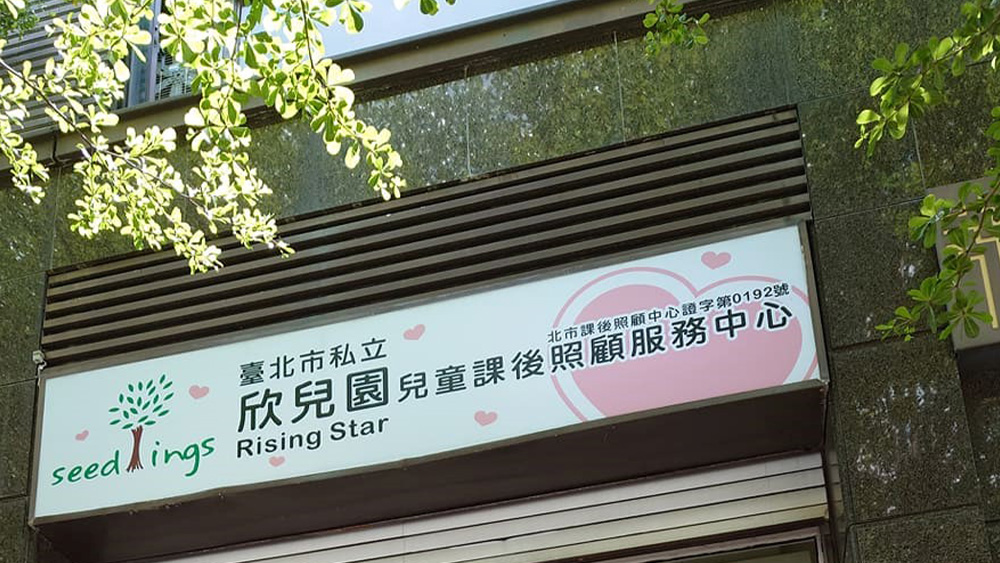 seedlings
臺北市私立
欣兒園兒童課後照顧服務中心
北市課後照顧中心證字第0192號
Rising Star